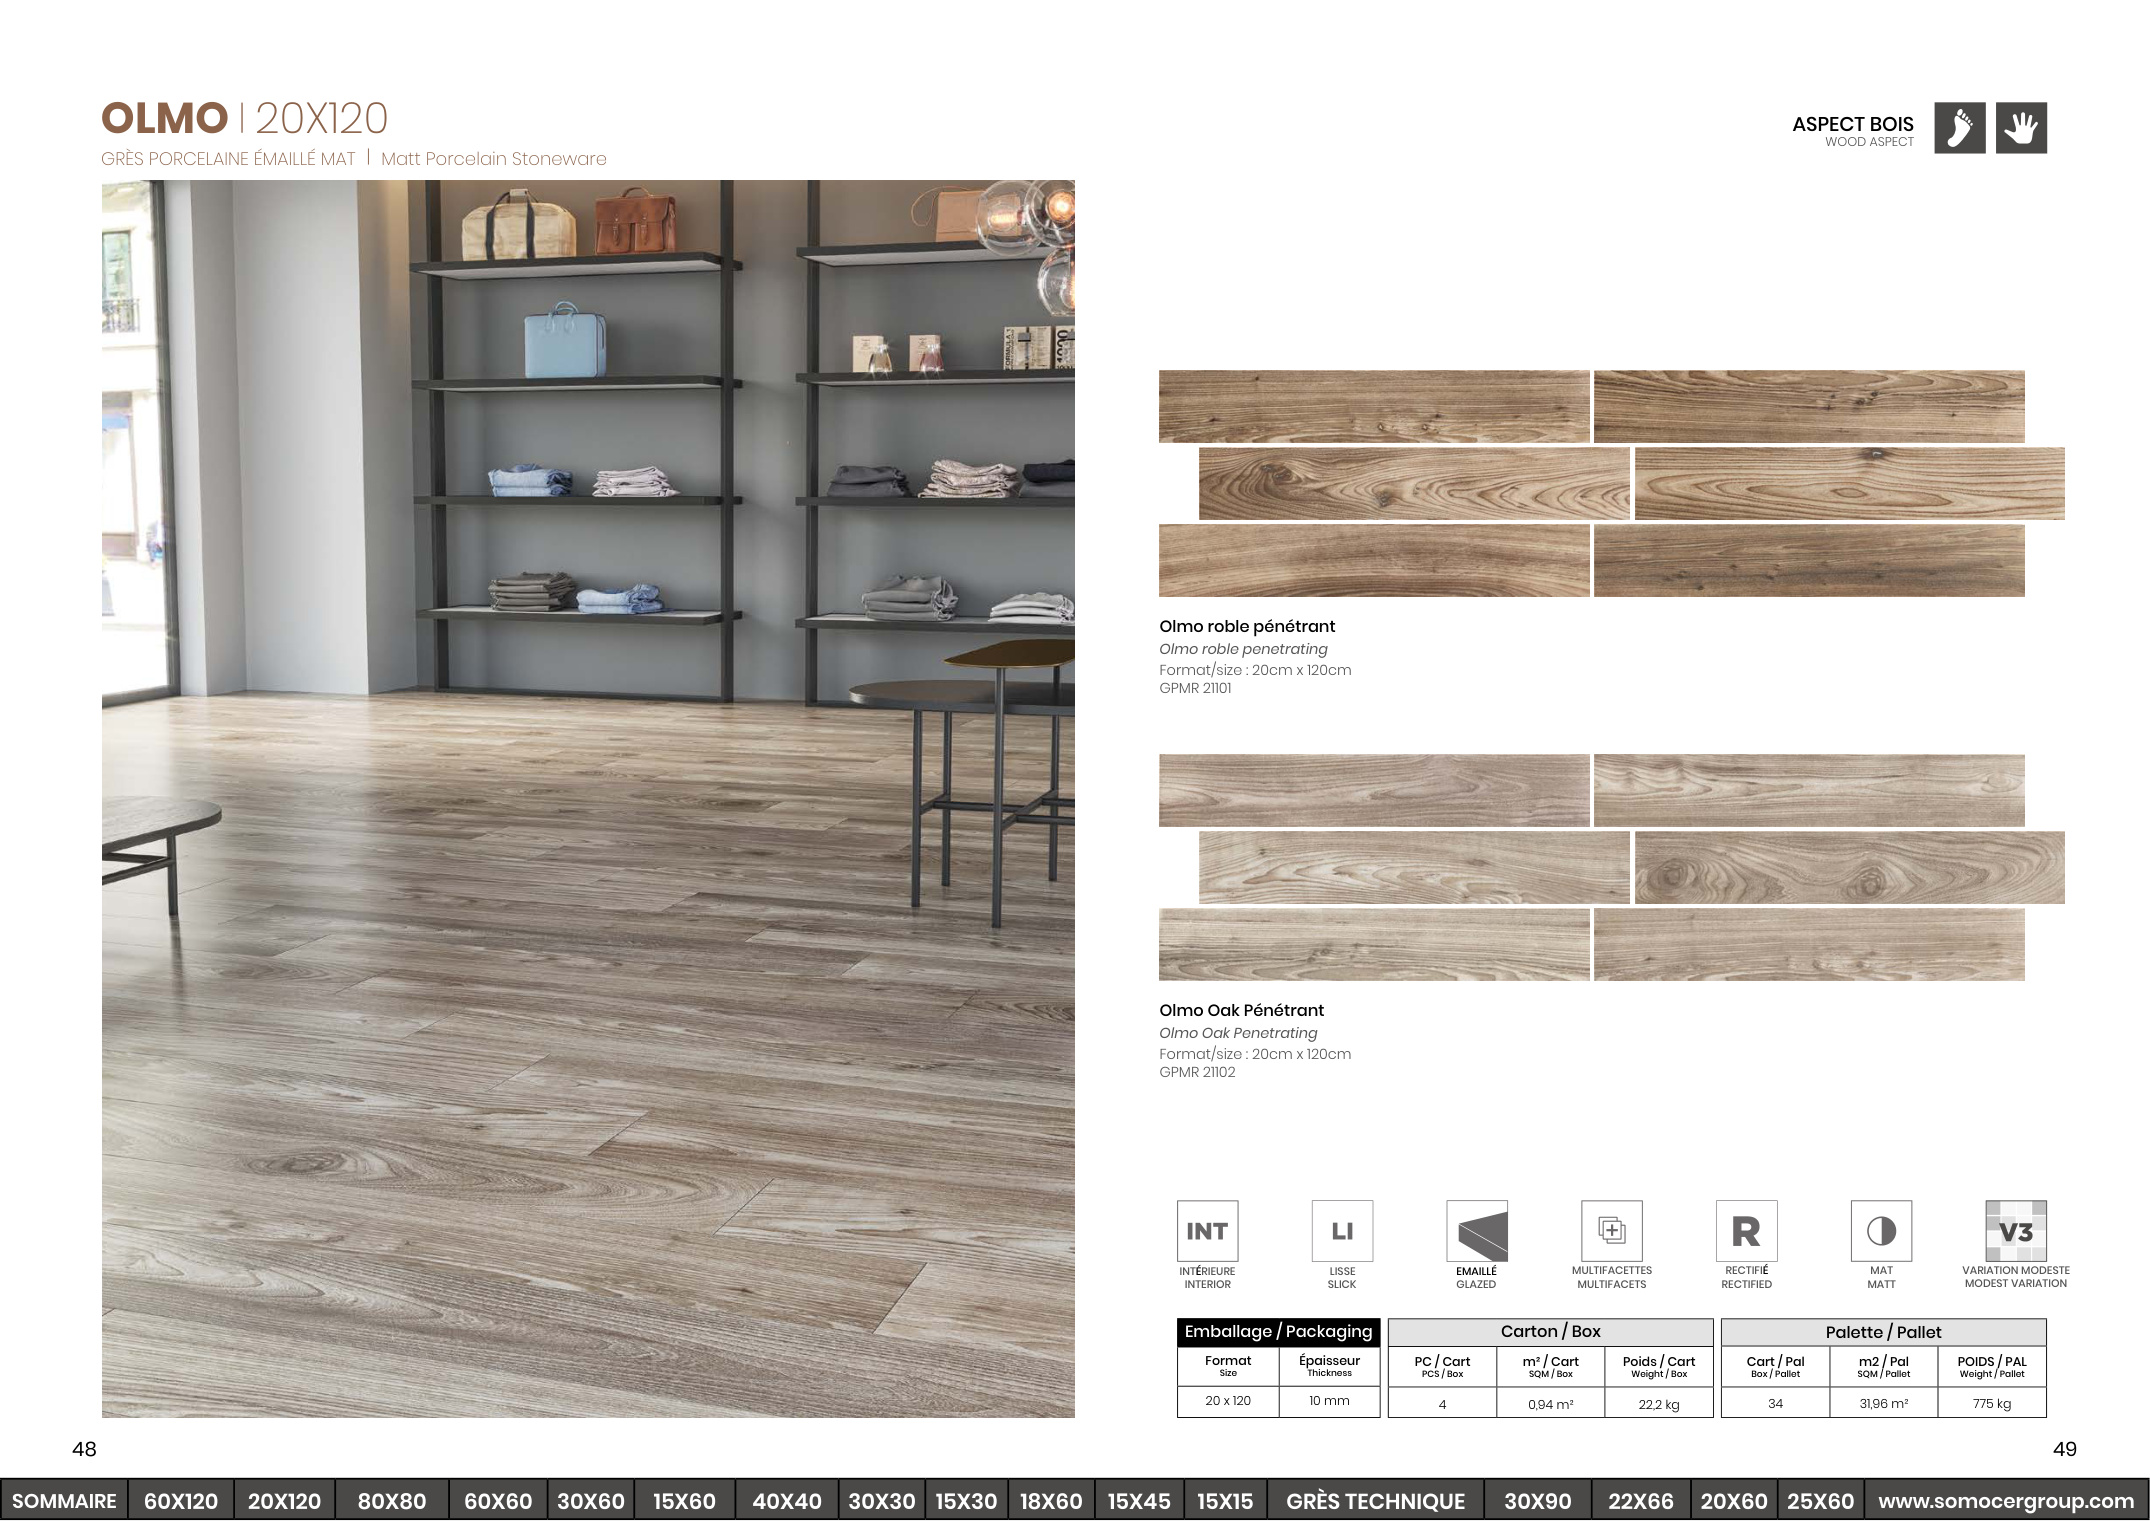 OLMO | 20X120
GRÈS PORCELAINE ÉMAILLÉ MAT | Matt Porcelain Stoneware
ASPECT BOIS
WOOD ASPECT
Olmo roble pénétrant
Olmo roble penetrating
Format/size : 20cm x 120cm
GPMR 21101
Olmo Oak Pénétrant
Olmo Oak Penetrating
Format/size : 20cm x 120cm
GPMR 21102
INT
INTÉRIEURE
INTERIOR
LI
LISSE
SLICK
EMAILLÉ
GLAZED
MULTIFACETTES
MULTIFACETS
R
RECTIFIÉ
RECTIFIED
MAT
MATT
V3
VARIATION MODESTE
MODEST VARIATION
Emballage / Packaging
Format
Size
Épaisseur
Thickness
20 x 120
10 mm
Carton / Box
PC / Cart
PCS / Box
m² / Cart
SQM / Box
Poids / Cart
Weight / Box
4
0,94 m²
22,2 kg
Palette / Pallet
Cart / Pal
Box / Pallet
m2 / Pal
SQM / Pallet
POIDS / PAL
Weight / Pallet
34
31,96 m²
775 kg
48
49
SOMMAIRE 60X120 20X120 80X80 60X60 30X60 15X60 40X40 30X30 15X30 18X60 15X45 15X15 GRÈS TECHNIQUE 30X90 22X66 20X60 25X60 www.somocergroup.com